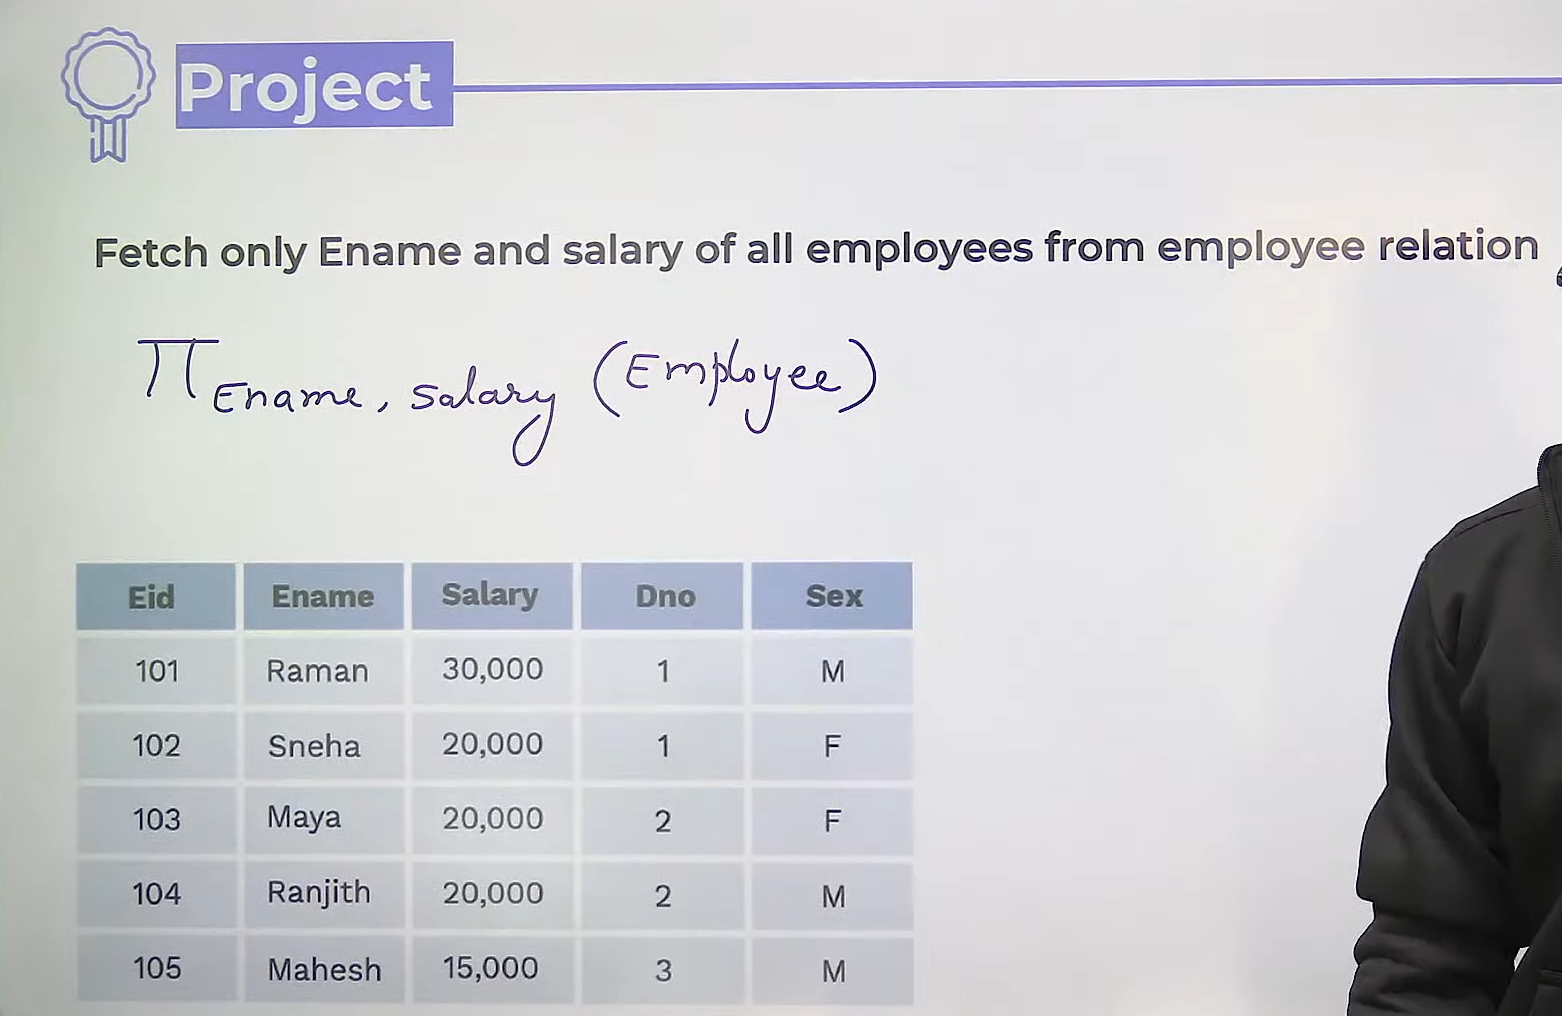 Project
Fetch only Ename and salary of all employees from employee relation
π Ename, salary (Employee)
Eid Ename Salary Dno Sex
101 Raman 30,000 1 M
102 Sneha 20,000 1 F
103 Maya 20,000 2 F
104 Ranjith 20,000 2 M
105 Mahesh 15,000 3 M